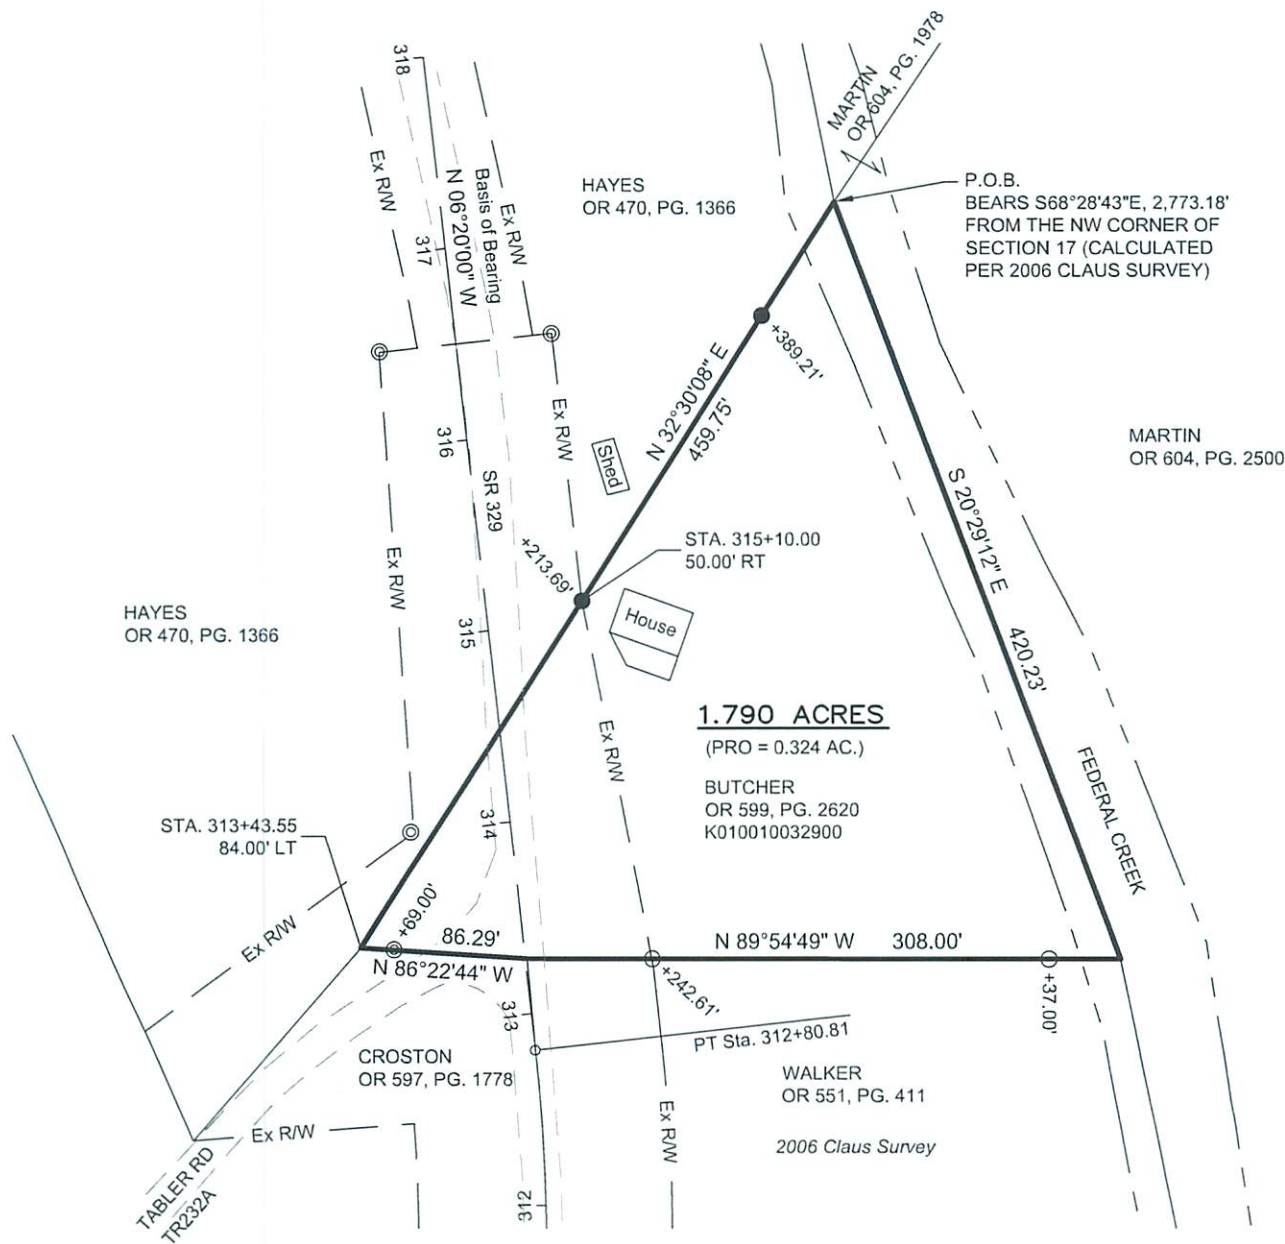 318
Ex R/W
Basis of Bearing
N 06°20'00" W
Ex R/W
317
HAYES
OR 470, PG. 1366
MARTIN
OR 604, PG. 1978
P.O.B.
BEARS S68°28'43"E, 2,773.18'
FROM THE NW CORNER OF
SECTION 17 (CALCULATED
PER 2006 CLAUS SURVEY)
+389.21'
N 32°30'08" E
459.75'
MARTIN
OR 604, PG. 2500
316
Ex R/W
Shed
SR 329
S 20°29'12" E
420.23'
+213.69'
STA. 315+10.00
50.00' RT
Ex R/W
HAYES
OR 470, PG. 1366
315
House
1.790 ACRES
(PRO = 0.324 AC.)
Ex R/W
BUTCHER
OR 599, PG. 2620
K010010032900
FEDERAL CREEK
STA. 313+43.55
84.00' LT
314
Ex R/W
+69.00'
86.29'
N 86°22'44" W
N 89°54'49" W 308.00'
+242.61'
+37.00'
313
PT Sta. 312+80.81
CROSTON
OR 597, PG. 1778
WALKER
OR 551, PG. 411
Ex R/W
Ex R/W
2006 Claus Survey
TABLER RD
TR232A
312